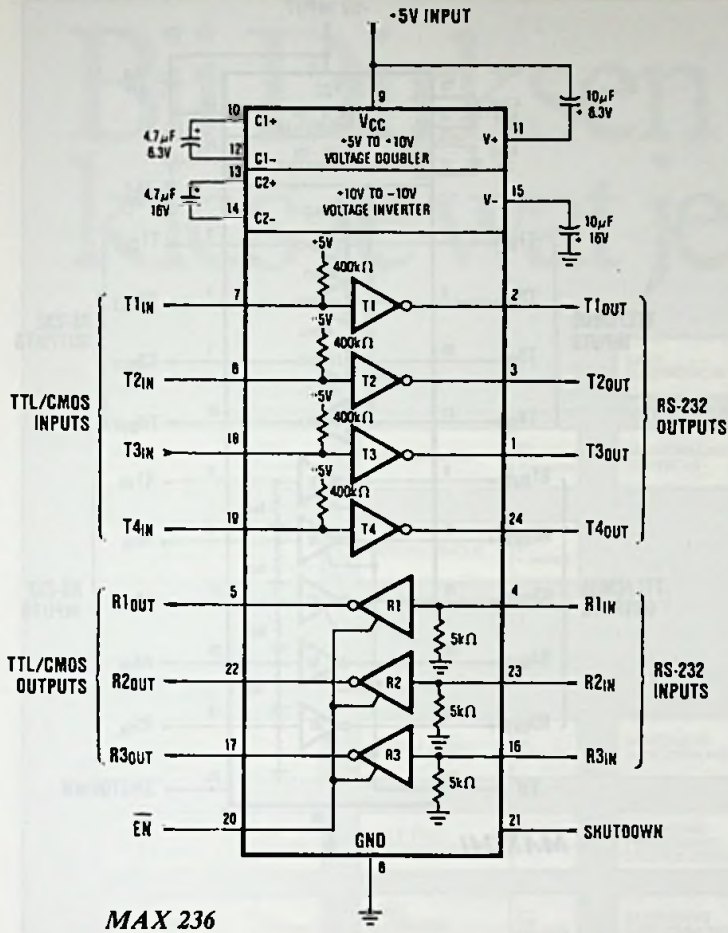 +5V INPUT
9
10
C1+
VCC
10µF
6.3V
4.7µF
6.3V
+5V TO +10V
VOLTAGE DOUBLER
V+
11
12
C1-
13
C2+
4.7µF
16V
+10V TO -10V
VOLTAGE INVERTER
V-
15
14
C2-
10µF
16V
+5V
400kΩ
T1IN
7
T1
2
T1OUT
+5V
400kΩ
T2IN
6
T2
3
T2OUT
TTL/CMOS
INPUTS
RS-232
OUTPUTS
+5V
400kΩ
T3IN
18
T3
1
T3OUT
+5V
400kΩ
T4IN
19
T4
24
T4OUT
R1OUT
5
R1
4
R1IN
5kΩ
TTL/CMOS
OUTPUTS
R2OUT
22
R2
23
R2IN
RS-232
INPUTS
5kΩ
R3OUT
17
R3
16
R3IN
5kΩ
EN
20
GND
21
SHUTDOWN
8
MAX 236